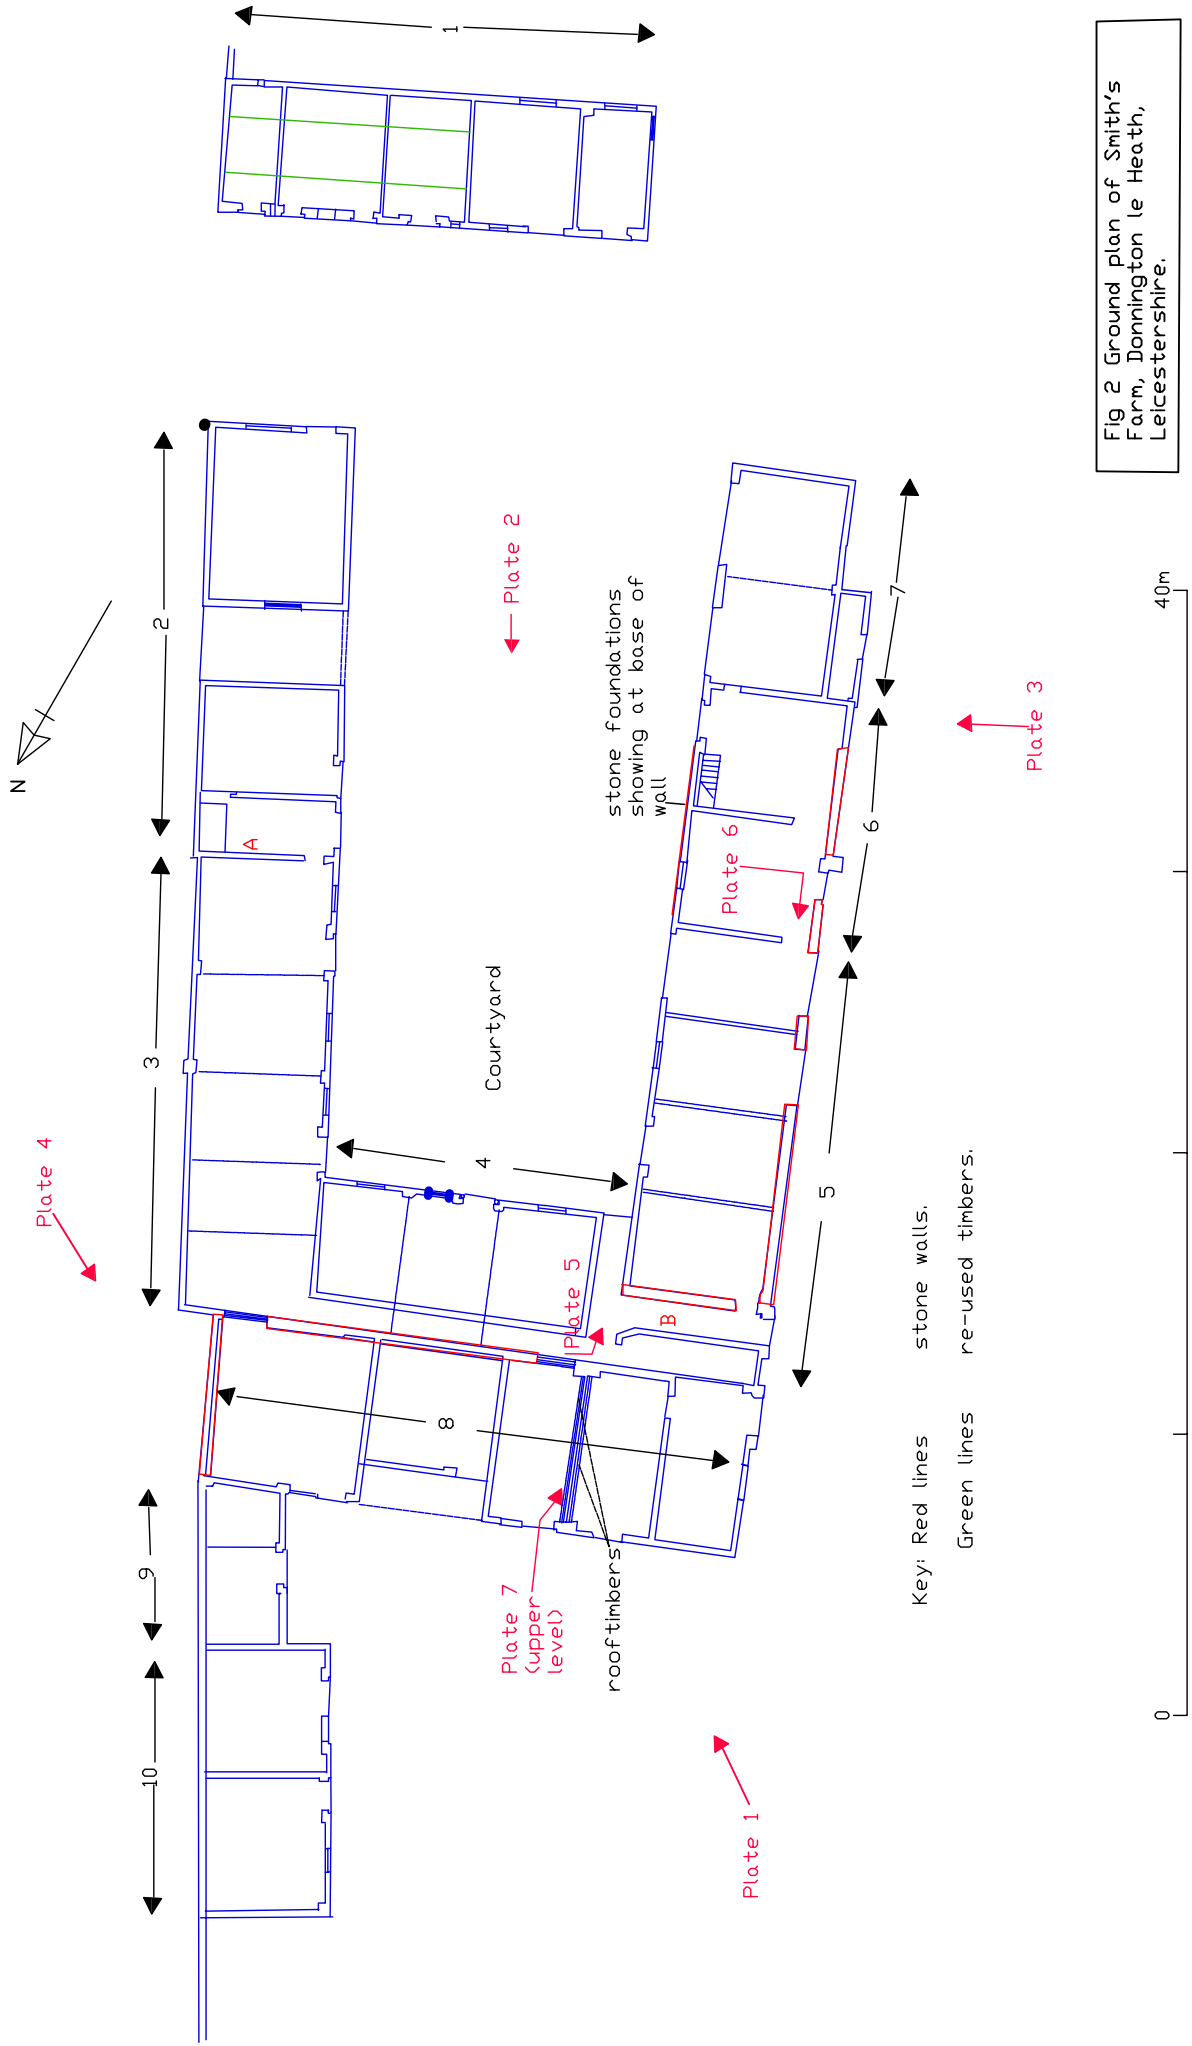 Fig 2 Ground plan of Smith's
Farm, Donnington le Heath,
Leicestershire.
N
1
2
3
4
5
6
7
8
9
10
A
B
Courtyard
stone foundations
showing at base of
wall
Plate 1
Plate 2
Plate 3
Plate 4
Plate 5
Plate 6
Plate 7
(upper
level)
rooftimbers
Key: Red lines stone walls.
Green lines re-used timbers.
0
40m